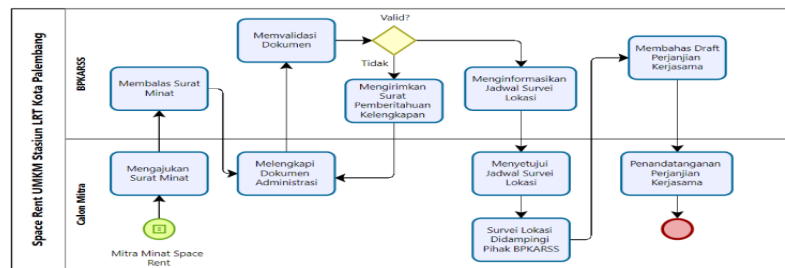 Space Rent UMKM Stasiun LRT Kota Palembang
BPKARSS
Calon Mitra
Valid?
Memvalidasi
Dokumen
Tidak
Membalas Surat
Minat
Mengirimkan
Surat
Pemberitahuan
Kelengkapan
Menginformasikan
Jadwal Survei
Lokasi
Membahas Draft
Perjanjian
Kerjasama
Mengajukan
Surat Minat
Melengkapi
Dokumen
Administrasi
Menyetujui
Jadwal Survei
Lokasi
Penandatanganan
Perjanjian
Kerjasama
Survei Lokasi
Didampingi
Pihak BPKARSS
Mitra Minat Space
Rent